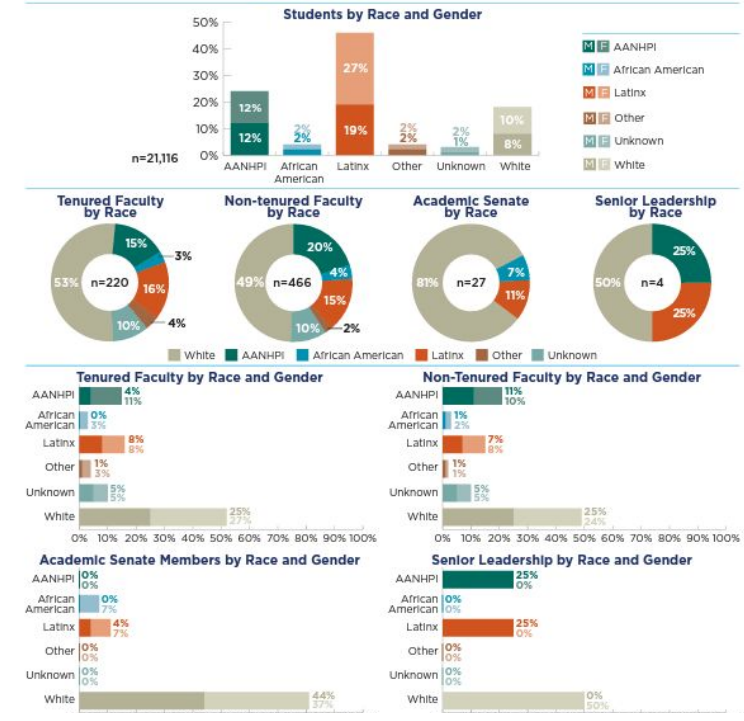 Students by Race and Gender
50%
40%
30%
20%
10%
0%
n=21,116
12%
12%
2%
2%
27%
19%
2%
2%
2%
1%
10%
8%
AANHPI
African American
Latinx
Other
Unknown
White
M F AANHPI
M F African American
M F Latinx
M F Other
M F Unknown
M F White
Tenured Faculty by Race
15%
3%
16%
4%
10%
53%
n=220
Non-tenured Faculty by Race
20%
4%
15%
2%
10%
49%
n=466
Academic Senate by Race
7%
11%
81%
n=27
Senior Leadership by Race
25%
25%
50%
n=4
White AANHPI African American Latinx Other Unknown
Tenured Faculty by Race and Gender
AANHPI 4%
11%
African American 0%
3%
Latinx 8%
8%
Other 1%
3%
Unknown 5%
5%
White 25%
27%
0% 10% 20% 30% 40% 50% 60% 70% 80% 90% 100%
Non-Tenured Faculty by Race and Gender
AANHPI 11%
10%
African American 1%
2%
Latinx 7%
8%
Other 1%
1%
Unknown 5%
5%
White 25%
24%
0% 10% 20% 30% 40% 50% 60% 70% 80% 90% 100%
Academic Senate Members by Race and Gender
AANHPI 0%
0%
African American 0%
7%
Latinx 4%
7%
Other 0%
0%
Unknown 0%
0%
White 44%
37%
Senior Leadership by Race and Gender
AANHPI 25%
0%
African American 0%
0%
Latinx 25%
0%
Other 0%
0%
Unknown 0%
0%
White 0%
50%